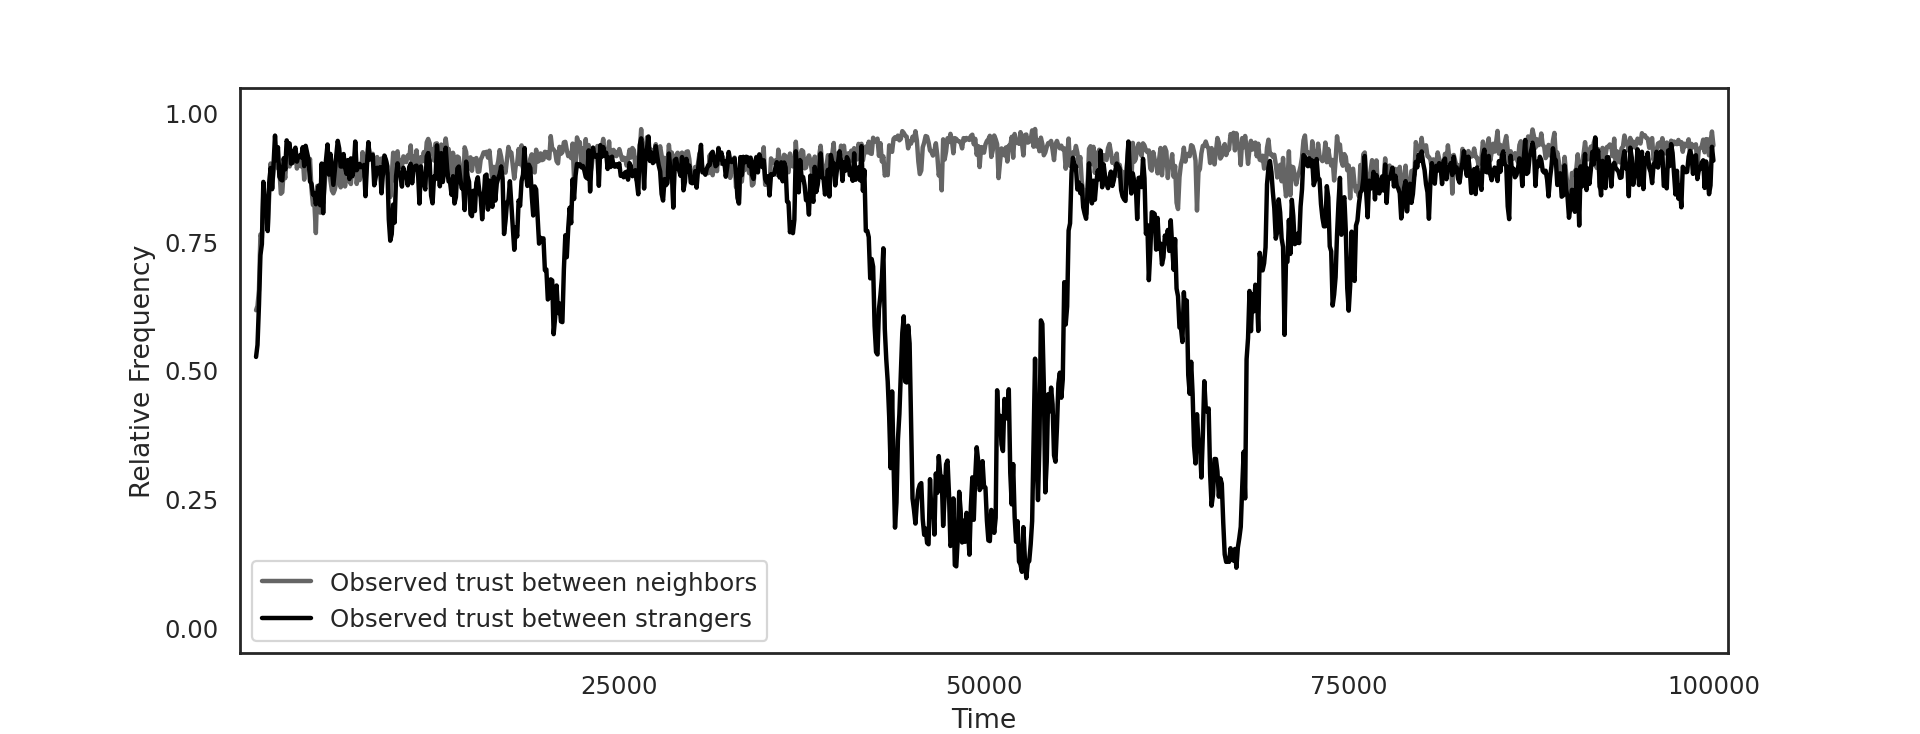 1.00
0.75
0.50
0.25
0.00
Relative Frequency
Observed trust between neighbors
Observed trust between strangers
25000
50000
75000
100000
Time